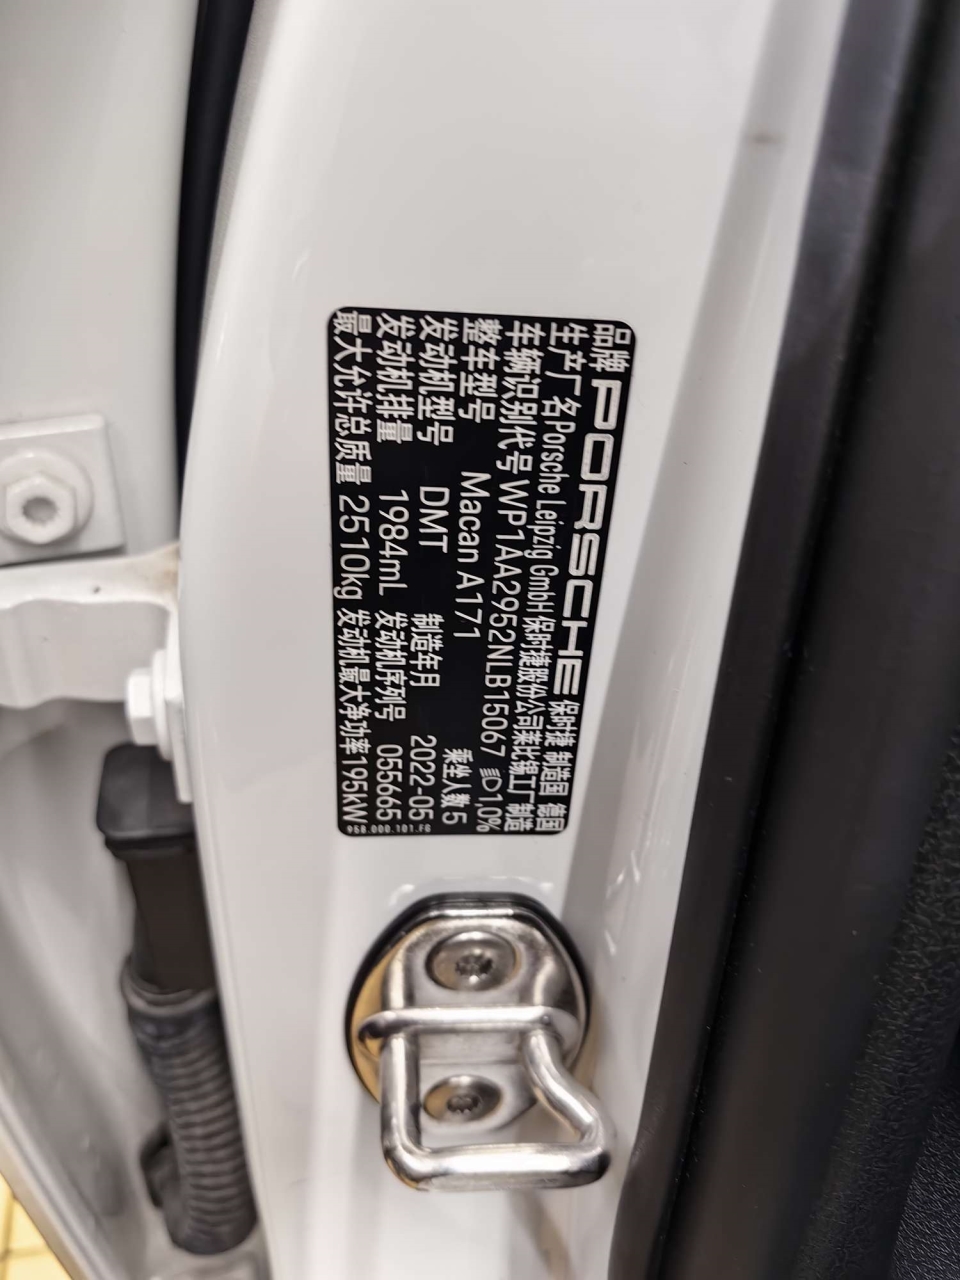 品牌 PORSCHE 保时捷 制造国 德国
生产厂名 Porsche Leipzig GmbH 保时捷股份公司莱比锡工厂 制造
车辆识别代号 WP1AA2952NLB15067 1,0%
整车型号 Macan A171 乘坐人数 5
发动机型号 DMT 制造年月 2022-05
发动机排量 1984mL 发动机序列号 055665
最大允许总质量 2510kg 发动机最大净功率 195kW
958.000.101.FG